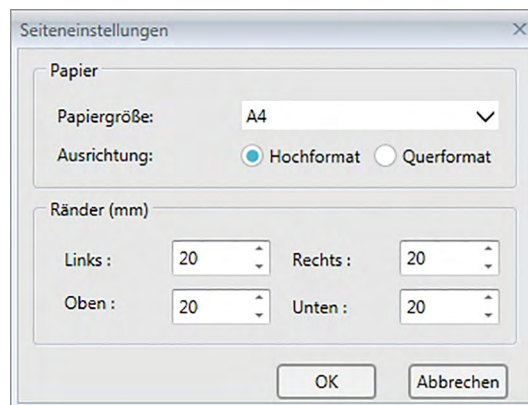 Seiteneinstellungen
Papier
Papiergröße: A4
Ausrichtung: Hochformat Querformat
Ränder (mm)
Links : 20 Rechts : 20
Oben : 20 Unten : 20
OK Abbrechen